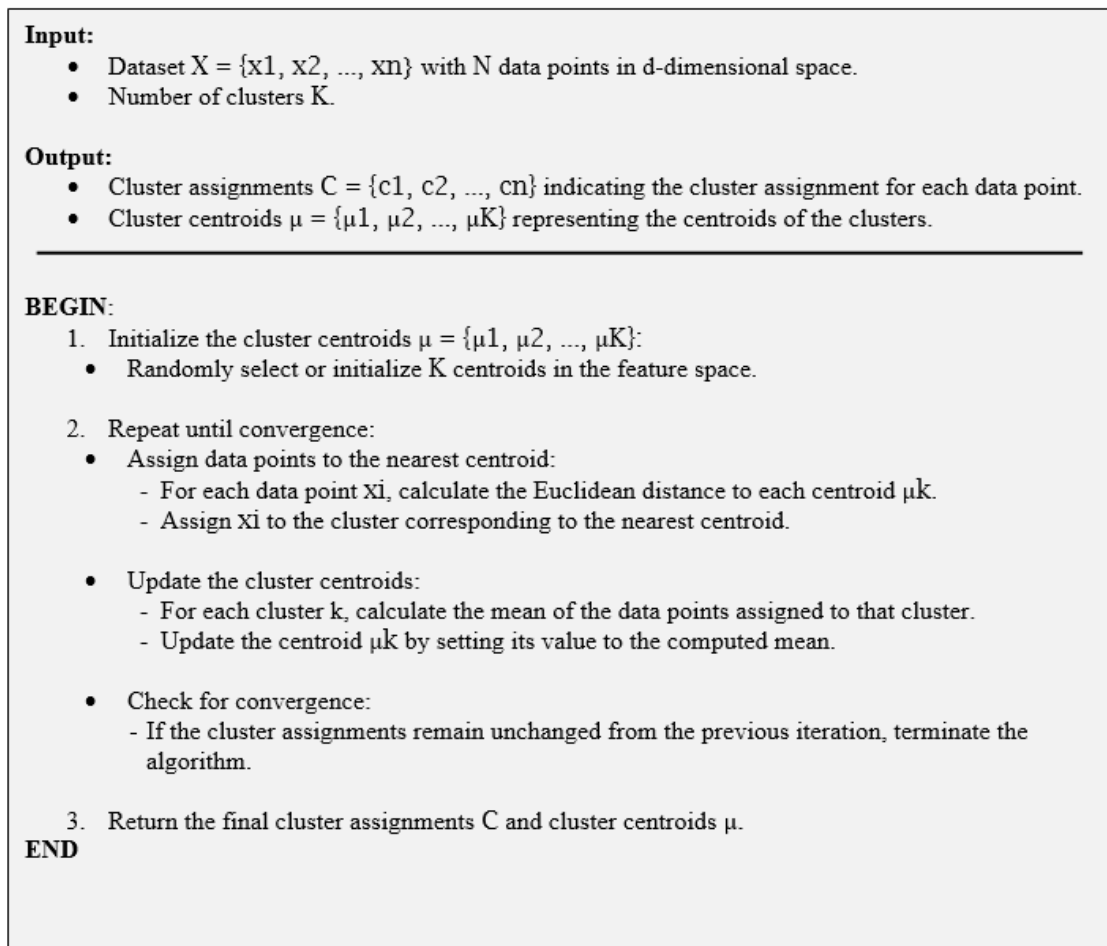 Input:
• Dataset X = {x1, x2, ..., xn} with N data points in d-dimensional space.
• Number of clusters K.
Output:
• Cluster assignments C = {c1, c2, ..., cn} indicating the cluster assignment for each data point.
• Cluster centroids μ = {μ1, μ2, ..., μK} representing the centroids of the clusters.
BEGIN:
1. Initialize the cluster centroids μ = {μ1, μ2, ..., μK}:
• Randomly select or initialize K centroids in the feature space.
2. Repeat until convergence:
• Assign data points to the nearest centroid:
- For each data point xi, calculate the Euclidean distance to each centroid μk.
- Assign xi to the cluster corresponding to the nearest centroid.
• Update the cluster centroids:
- For each cluster k, calculate the mean of the data points assigned to that cluster.
- Update the centroid μk by setting its value to the computed mean.
• Check for convergence:
- If the cluster assignments remain unchanged from the previous iteration, terminate the
algorithm.
3. Return the final cluster assignments C and cluster centroids μ.
END